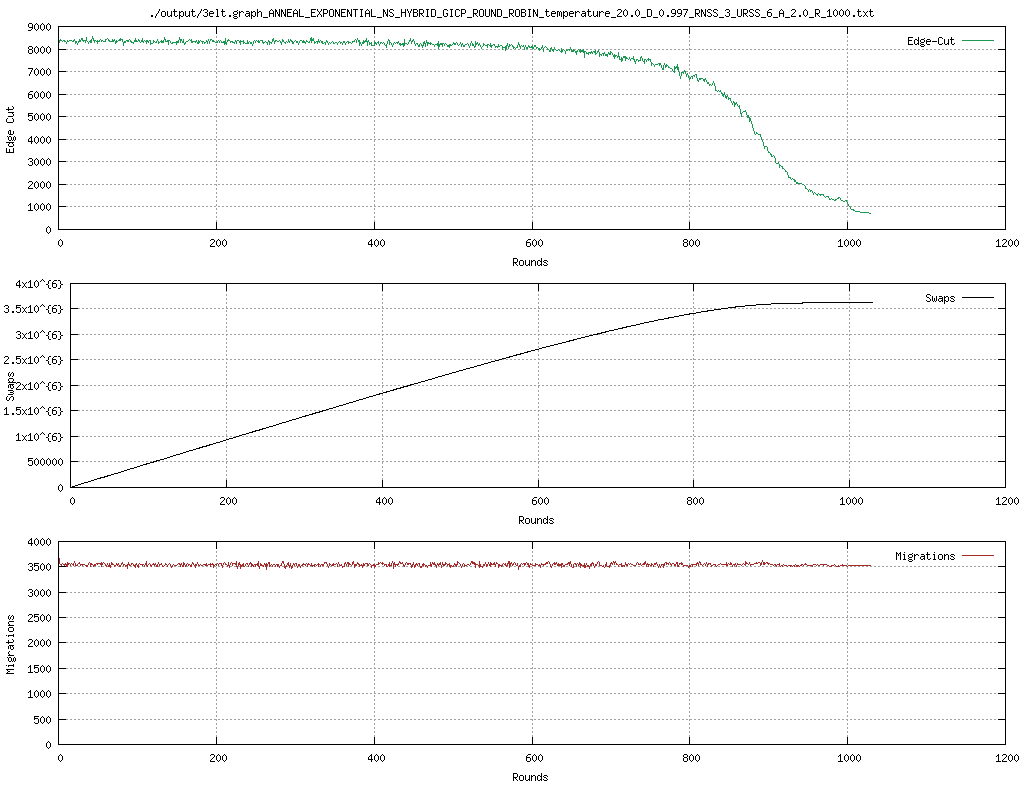 ./output/3elt.graph_ANNEAL_EXPONENTIAL_NS_HYBRID_GICP_ROUND_ROBIN_temperature_20.0_D_0.997_RNSS_3_URSS_6_A_2.0_R_1000.txt
Edge-Cut
Edge Cut
9000
8000
7000
6000
5000
4000
3000
2000
1000
0
0 200 400 600 800 1000 1200
Rounds
Swaps
Swaps
4x10^{6}
3.5x10^{6}
3x10^{6}
2.5x10^{6}
2x10^{6}
1.5x10^{6}
1x10^{6}
500000
0
0 200 400 600 800 1000 1200
Rounds
Migrations
Migrations
4000
3500
3000
2500
2000
1500
1000
500
0
0 200 400 600 800 1000 1200
Rounds